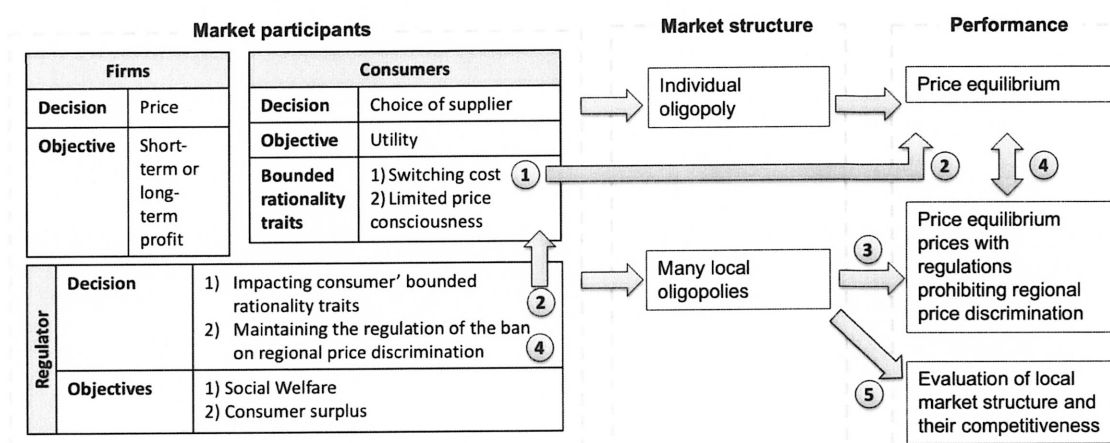 Market participants
Market structure
Performance
Firms
Decision
Price
Objective
Short-
term or
long-
term
profit
Consumers
Decision
Choice of supplier
Objective
Utility
Bounded
rationality
traits
1) Switching cost
2) Limited price
consciousness
1
Regulator
Decision
1) Impacting consumer' bounded
rationality traits
2) Maintaining the regulation of the ban
on regional price discrimination
2
4
Objectives
1) Social Welfare
2) Consumer surplus
Individual
oligopoly
Many local
oligopolies
Price equilibrium
2
4
3
Price equilibrium
prices with
regulations
prohibiting regional
price discrimination
5
Evaluation of local
market structure and
their competitiveness